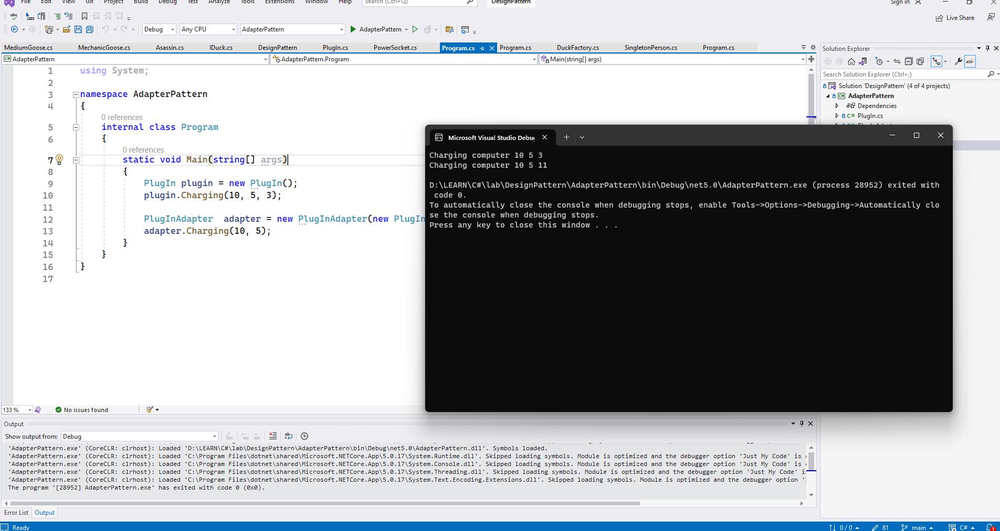 File Edit View Git Project Build Debug Test Analyze Tools Extensions Window Help Search (Ctrl+Q) DesignPattern Sign in
Live Share
Debug Any CPU AdapterPattern AdapterPattern
MediumGoose.cs MechanicGoose.cs Asassin.cs IDuck.cs DesignPattern PlugIn.cs PowerSocket.cs Program.cs Program.cs DuckFactory.cs SingletonPerson.cs Program.cs
AdapterPattern AdapterPattern.Program Main(string[] args)
1 using System;
2
3 namespace AdapterPattern
4 {
0 references
5 internal class Program
6 {
0 references
7 static void Main(string[] args)
8 {
9 PlugIn plugin = new PlugIn();
10 plugin.Charging(10, 5, 3);
11
12 PlugInAdapter adapter = new PlugInAdapter(new PlugIn
13 adapter.Charging(10, 5);
14 }
15 }
16 }
17
133 % No issues found
Solution Explorer
Search Solution Explorer (Ctrl+;)
Solution 'DesignPattern' (4 of 4 projects)
C# AdapterPattern
Dependencies
C# PlugIn.cs
Microsoft Visual Studio Debug
Charging computer 10 5 3
Charging computer 10 5 11
D:\LEARN\C#\lab\DesignPattern\AdapterPattern\bin\Debug\net5.0\AdapterPattern.exe (process 28952) exited with
code 0.
To automatically close the console when debugging stops, enable Tools->Options->Debugging->Automatically clo
se the console when debugging stops.
Press any key to close this window . . .
Output
Show output from: Debug
'AdapterPattern.exe' (CoreCLR: clrhost): Loaded 'D:\LEARN\C#\lab\DesignPattern\AdapterPattern\bin\Debug\net5.0\AdapterPattern.dll'. Symbols loaded.
'AdapterPattern.exe' (CoreCLR: clrhost): Loaded 'C:\Program Files\dotnet\shared\Microsoft.NETCore.App\5.0.17\System.Runtime.dll'. Skipped loading symbols. Module is optimized and the debugger option 'Just My Code' is
'AdapterPattern.exe' (CoreCLR: clrhost): Loaded 'C:\Program Files\dotnet\shared\Microsoft.NETCore.App\5.0.17\System.Console.dll'. Skipped loading symbols. Module is optimized and the debugger option 'Just My Code' is
'AdapterPattern.exe' (CoreCLR: clrhost): Loaded 'C:\Program Files\dotnet\shared\Microsoft.NETCore.App\5.0.17\System.Threading.dll'. Skipped loading symbols. Module is optimized and the debugger option 'Just My Code' i
'AdapterPattern.exe' (CoreCLR: clrhost): Loaded 'C:\Program Files\dotnet\shared\Microsoft.NETCore.App\5.0.17\System.Text.Encoding.Extensions.dll'. Skipped loading symbols. Module is optimized and the debugger option '
The program '[28952] AdapterPattern.exe' has exited with code 0 (0x0).
Error List Output
Ready 0 / 0 81 main C# 1